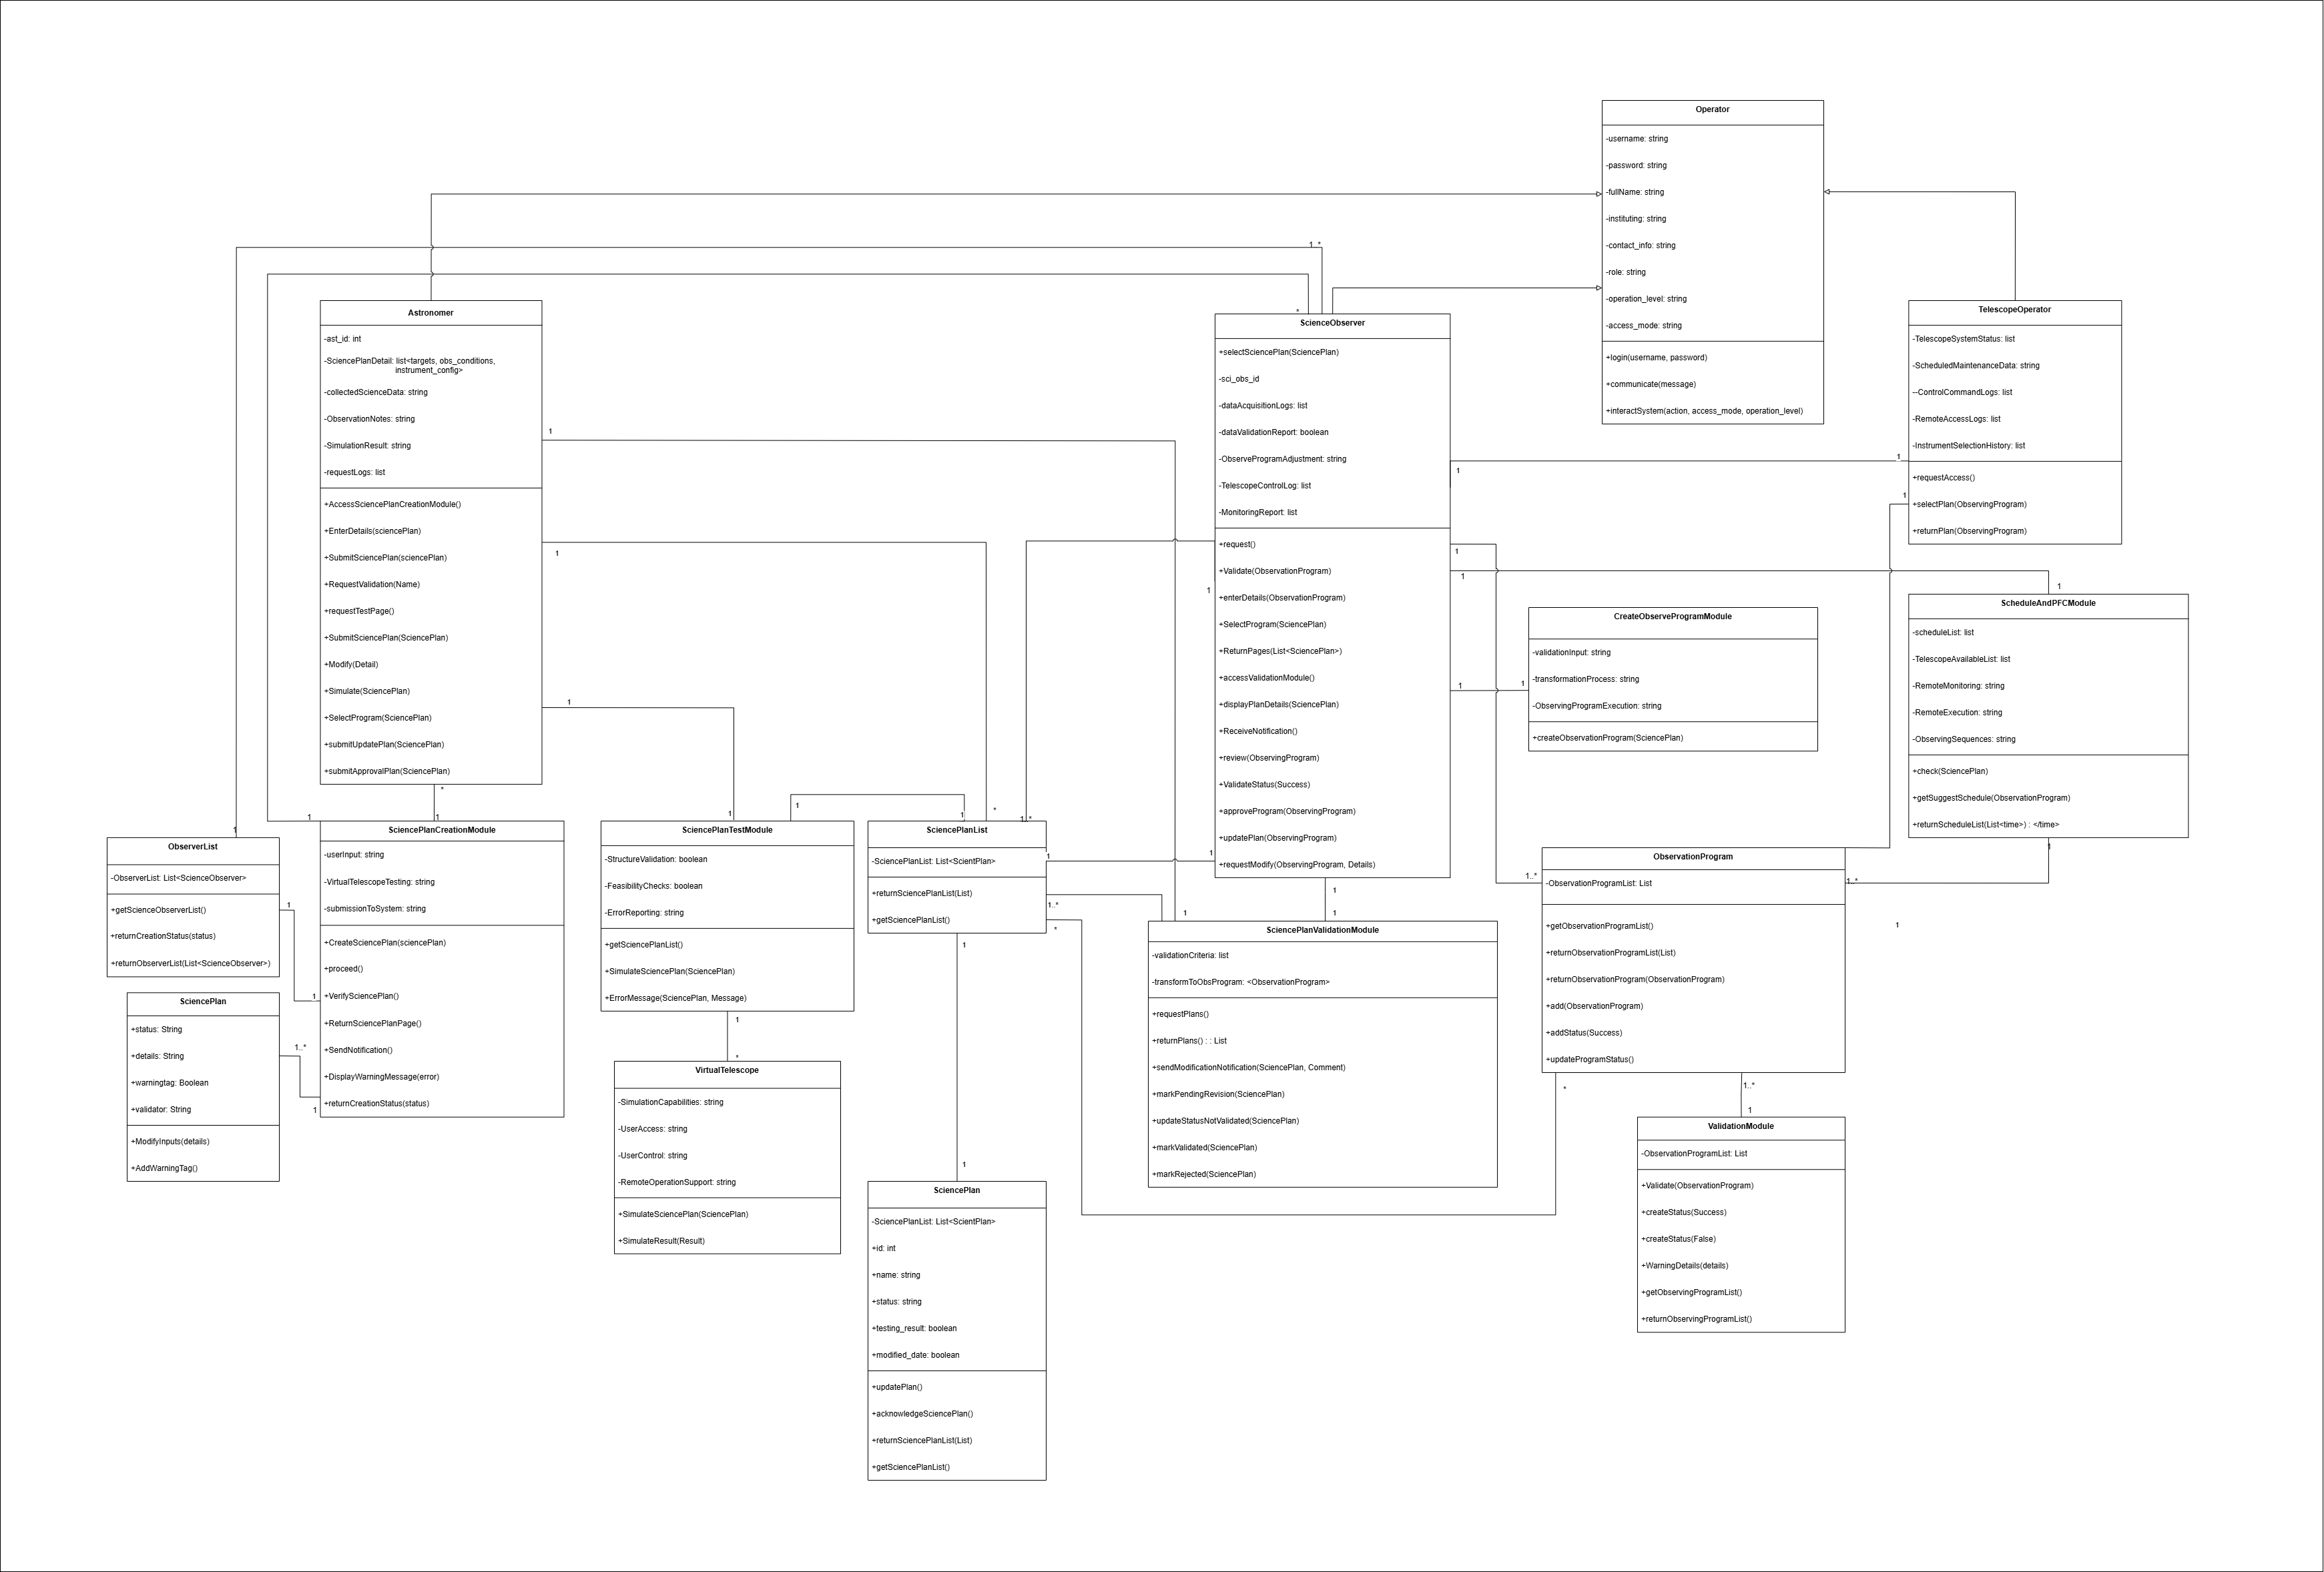 Operator
-username: string
-password: string
-fullName: string
-instituting: string
-contact_info: string
-role: string
-operation_level: string
-access_mode: string
+login(username, password)
+communicate(message)
+interactSystem(action, access_mode, operation_level)
1..*
*
Astronomer
-ast_id: int
-SciencePlanDetail: list<targets, obs_conditions,
instrument_config>
-collectedScienceData: string
-ObservationNotes: string
-SimulationResult: string
-requestLogs: list
+AccessSciencePlanCreationModule()
+EnterDetails(sciencePlan)
+SubmitSciencePlan(sciencePlan)
+RequestValidation(Name)
+requestTestPage()
+SubmitSciencePlan(SciencePlan)
+Modify(Detail)
+Simulate(SciencePlan)
+SelectProgram(SciencePlan)
+submitUpdatePlan(SciencePlan)
+submitApprovalPlan(SciencePlan)
1
1
1
*
ScienceObserver
+selectSciencePlan(SciencePlan)
-sci_obs_id
-dataAcquisitionLogs: list
-dataValidationReport: boolean
-ObserveProgramAdjustment: string
-TelescopeControlLog: list
-MonitoringReport: list
+request()
+Validate(ObservationProgram)
+enterDetails(ObservationProgram)
+SelectProgram(SciencePlan)
+ReturnPages(List<SciencePlan>)
+accessValidationModule()
+displayPlanDetails(SciencePlan)
+ReceiveNotification()
+review(ObservingProgram)
+ValidateStatus(Success)
+approveProgram(ObservingProgram)
+updatePlan(ObservingProgram)
+requestModify(ObservingProgram, Details)
1
1
1
1
1
1
1
TelescopeOperator
-TelescopeSystemStatus: list
-ScheduledMaintenanceData: string
--ControlCommandLogs: list
-RemoteAccessLogs: list
-InstrumentSelectionHistory: list
+requestAccess()
+selectPlan(ObservingProgram)
+returnPlan(ObservingProgram)
1
1
CreateObserveProgramModule
-validationInput: string
-transformationProcess: string
-ObservingProgramExecution: string
+createObservationProgram(SciencePlan)
1
ScheduleAndPFCModule
-scheduleList: list
-TelescopeAvailableList: list
-RemoteMonitoring: string
-RemoteExecution: string
-ObservingSequences: string
+check(SciencePlan)
+getSuggestSchedule(ObservationProgram)
+returnScheduleList(List<time>) : </time>
1
1
ObserverList
-ObserverList: List<ScienceObserver>
+getScienceObserverList()
+returnCreationStatus(status)
+returnObserverList(List<ScienceObserver>)
1
1
SciencePlan
+status: String
+details: String
+warningtag: Boolean
+validator: String
+ModifyInputs(details)
+AddWarningTag()
1..*
SciencePlanCreationModule
-userInput: string
-VirtualTelescopeTesting: string
-submissionToSystem: string
+CreateSciencePlan(sciencePlan)
+proceed()
+VerifySciencePlan()
+ReturnSciencePlanPage()
+SendNotification()
+DisplayWarningMessage(error)
+returnCreationStatus(status)
1
1
1
1
SciencePlanTestModule
-StructureValidation: boolean
-FeasibilityChecks: boolean
-ErrorReporting: string
+getSciencePlanList()
+SimulateSciencePlan(SciencePlan)
+ErrorMessage(SciencePlan, Message)
1
1
1
VirtualTelescope
*
-SimulationCapabilities: string
-UserAccess: string
-UserControl: string
-RemoteOperationSupport: string
+SimulateSciencePlan(SciencePlan)
+SimulateResult(Result)
SciencePlanList
-SciencePlanList: List<ScientPlan>
+returnSciencePlanList(List)
+getSciencePlanList()
1
*
1..*
1
1..*
*
1
1
SciencePlan
-SciencePlanList: List<ScientPlan>
+id: int
+name: string
+status: string
+testing_result: boolean
+modified_date: boolean
+updatePlan()
+acknowledgeSciencePlan()
+returnSciencePlanList(List)
+getSciencePlanList()
SciencePlanValidationModule
1
1
-validationCriteria: list
-transformToObsProgram: <ObservationProgram>
+requestPlans()
+returnPlans() : : List
+sendModificationNotification(SciencePlan, Comment)
+markPendingRevision(SciencePlan)
+updateStatusNotValidated(SciencePlan)
+markValidated(SciencePlan)
+markRejected(SciencePlan)
ObservationProgram
-ObservationProgramList: List
+getObservationProgramList()
+returnObservationProgramList(List)
+returnObservationProgram(ObservationProgram)
+add(ObservationProgram)
+addStatus(Success)
+updateProgramStatus()
1..*
1..*
1
*
1..*
1
ValidationModule
-ObservationProgramList: List
+Validate(ObservationProgram)
+createStatus(Success)
+createStatus(False)
+WarningDetails(details)
+getObservingProgramList()
+returnObservingProgramList()